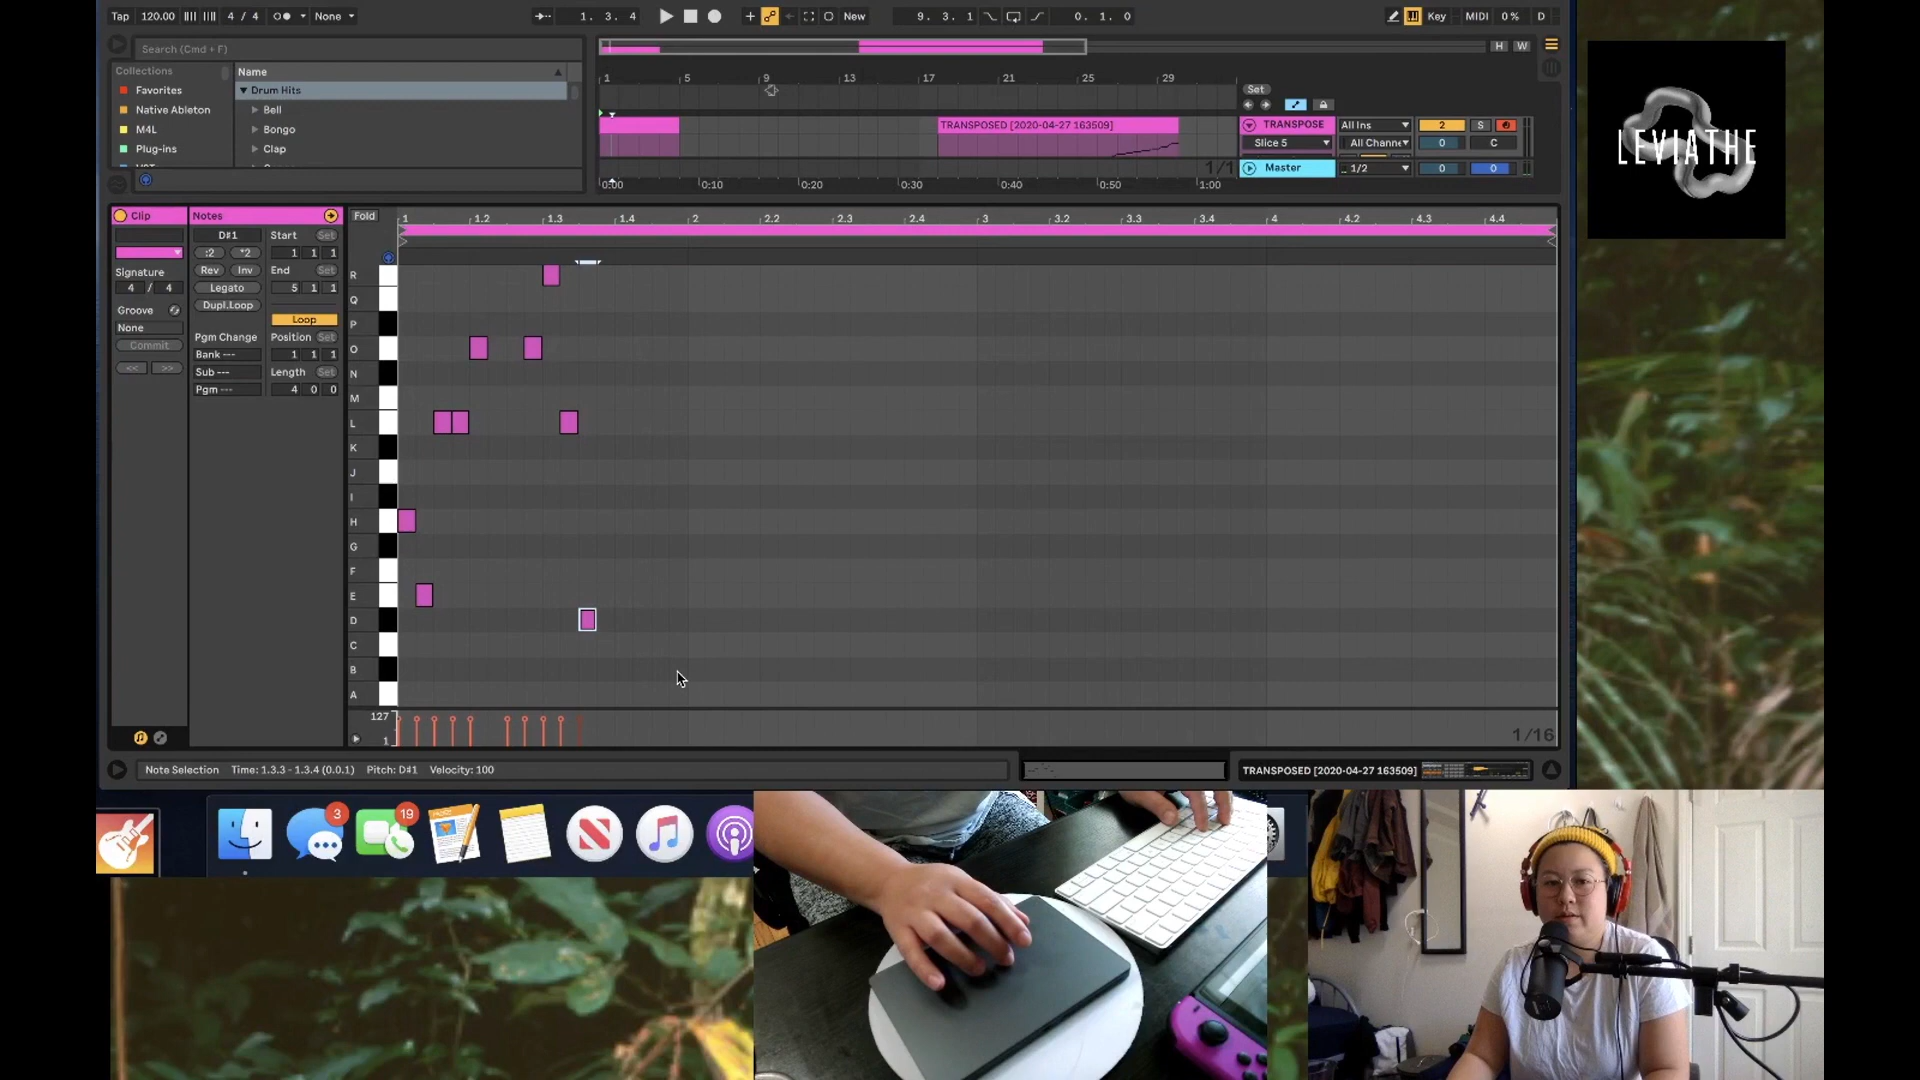 Tap 120.00 4 / 4 None 1. 3. 4 New 9. 3. 1 0. 1. 0 Key MIDI 0 % D
Search (Cmd + F)
Collections
Favorites
Native Ableton
M4L
Plug-ins
Name
Drum Hits
Bell
Bongo
Clap
H W
1 5 9 13 17 21 25 29
Set
TRANSPOSED [2020-04-27 163509]
TRANSPOSE All Ins 2 S
Slice 5 All Channe 0 C
1/1
Master 1/2 0 0
0:00 0:10 0:20 0:30 0:40 0:50 1:00
LEVIATHE
Clip
Signature
4 / 4
Groove
None
Commit
<< >>
Notes
D#1
:2 *2
Rev Inv
Legato
Dupl.Loop
Pgm Change
Bank ---
Sub ---
Pgm ---
Start Set
1 1 1
End Set
5 1 1
Loop
Position Set
1 1 1
Length Set
4 0 0
Fold
1 1.2 1.3 1.4 2 2.2 2.3 2.4 3 3.2 3.3 3.4 4 4.2 4.3 4.4
R
Q
P
O
N
M
L
K
J
I
H
G
F
E
D
C
B
A
127
1
1/16
Note Selection Time: 1.3.3 - 1.3.4 (0.0.1) Pitch: D#1 Velocity: 100
TRANSPOSED [2020-04-27 163509]
3
19